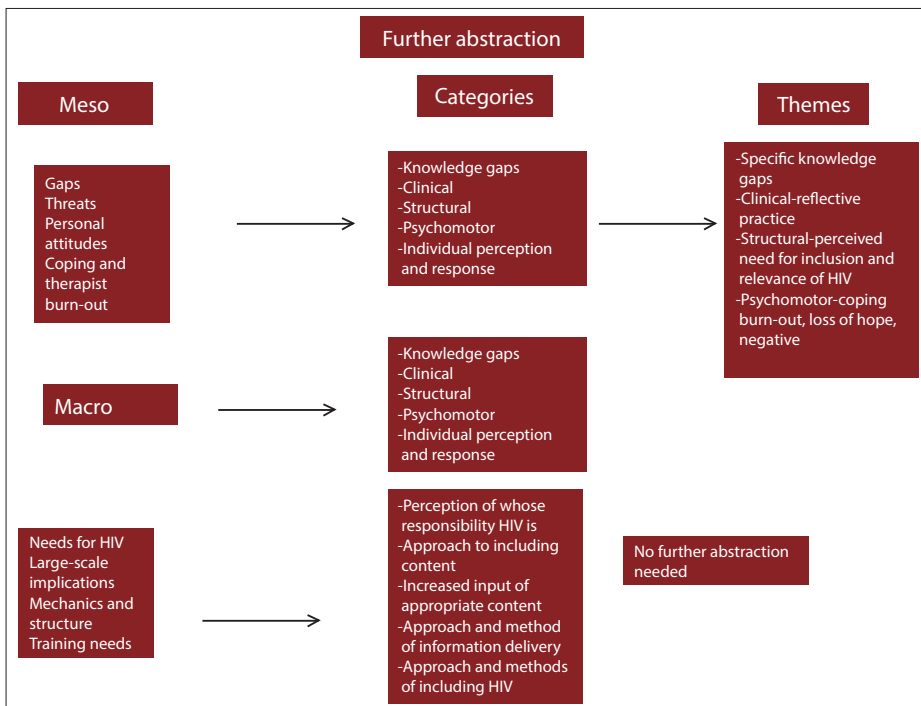 Further abstraction
Meso
Categories
Themes
Gaps
Threats
Personal
attitudes
Coping and
therapist
burn-out
-Knowledge gaps
-Clinical
-Structural
-Psychomotor
-Individual perception
and response
-Specific knowledge
gaps
-Clinical-reflective
practice
-Structural-perceived
need for inclusion and
relevance of HIV
-Psychomotor-coping
burn-out, loss of hope,
negative
Macro
-Knowledge gaps
-Clinical
-Structural
-Psychomotor
-Individual perception
and response
Needs for HIV
Large-scale
implications
Mechanics and
structure
Training needs
-Perception of whose
responsibility HIV is
-Approach to including
content
-Increased input of
appropriate content
-Approach and method
of information delivery
-Approach and methods
of including HIV
No further abstraction
needed